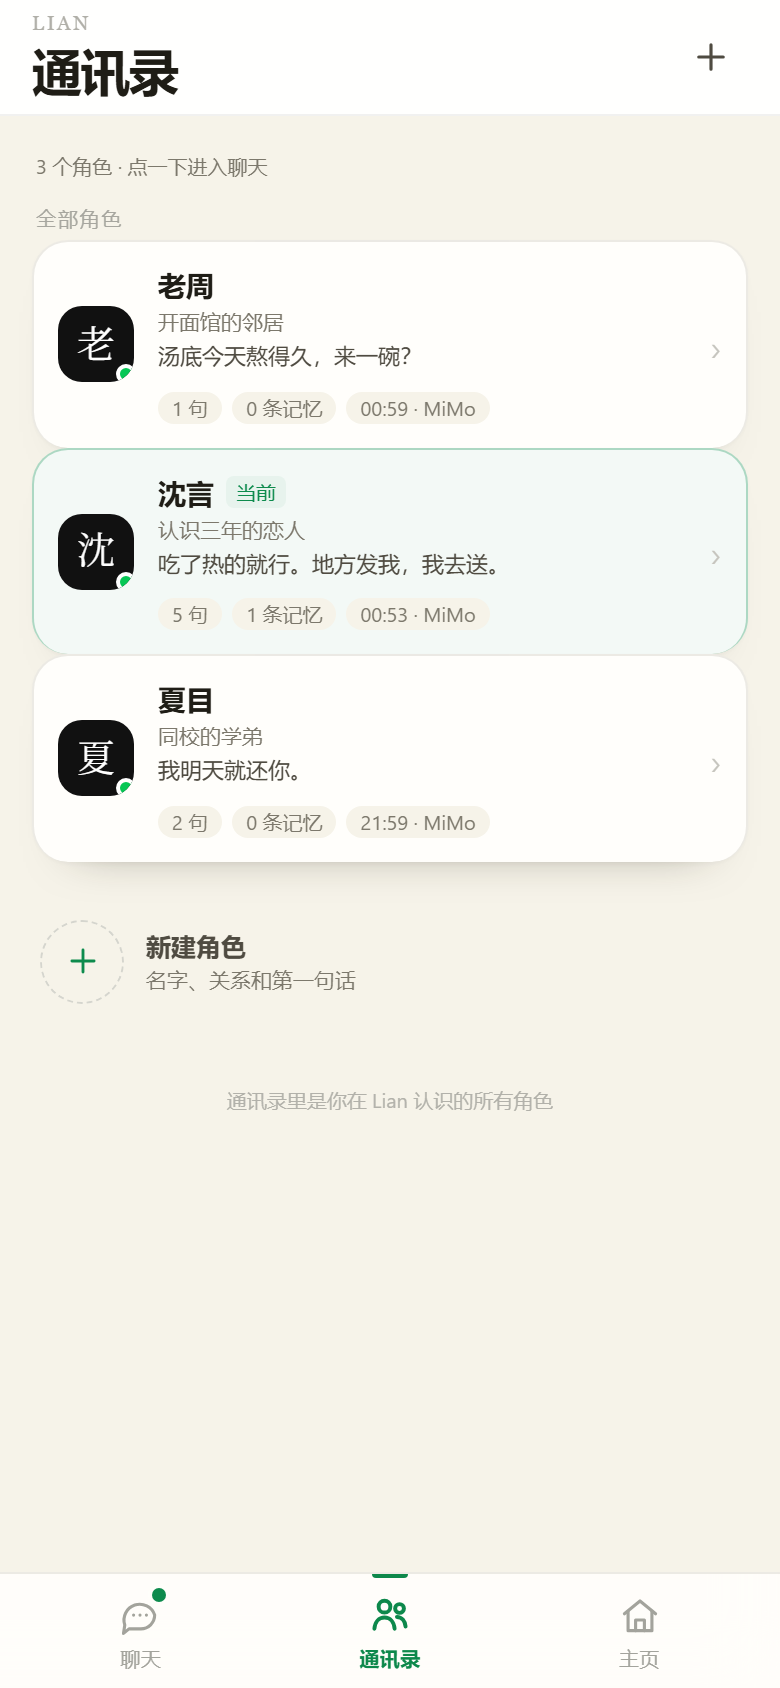 LIAN
通讯录
3 个角色 · 点一下进入聊天
全部角色
老周
开面馆的邻居
老
汤底今天熬得久，来一碗？
1 句 0 条记忆 00:59 · MiMo
沈言 当前
认识三年的恋人
沈
吃了热的就行。地方发我，我去送。
5 句 1 条记忆 00:53 · MiMo
夏目
同校的学弟
夏
我明天就还你。
2 句 0 条记忆 21:59 · MiMo
新建角色
名字、关系和第一句话
通讯录里是你在 Lian 认识的所有角色
聊天 通讯录 主页